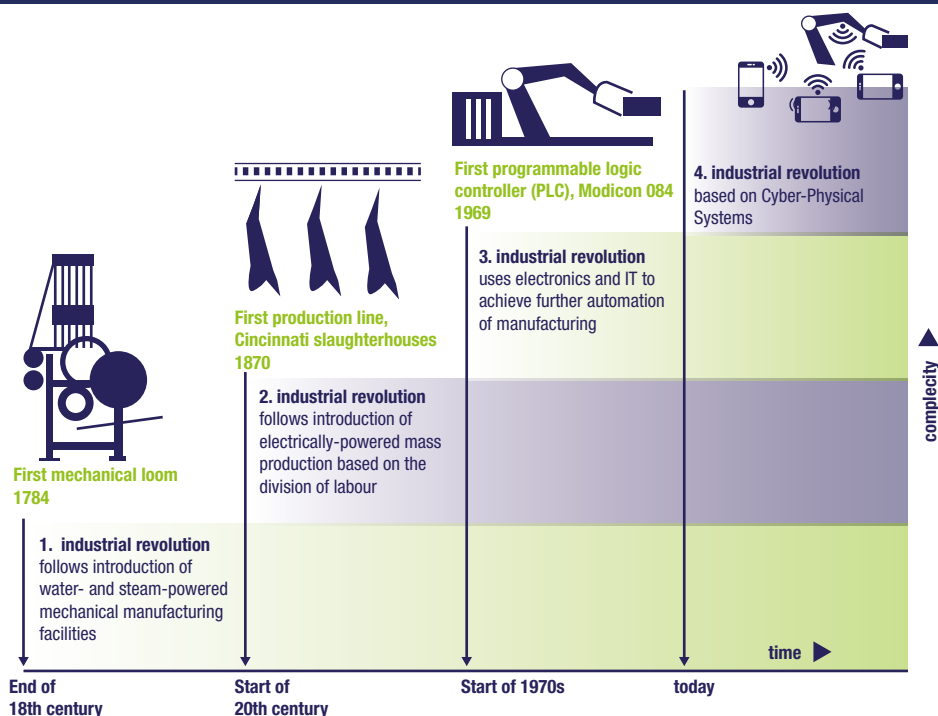 First mechanical loom
1784
1. industrial revolution
follows introduction of
water- and steam-powered
mechanical manufacturing
facilities
End of
18th century
First production line,
Cincinnati slaughterhouses
1870
2. industrial revolution
follows introduction of
electrically-powered mass
production based on the
division of labour
Start of
20th century
First programmable logic
controller (PLC), Modicon 084
1969
3. industrial revolution
uses electronics and IT to
achieve further automation
of manufacturing
Start of 1970s
4. industrial revolution
based on Cyber-Physical
Systems
today
time
complecity